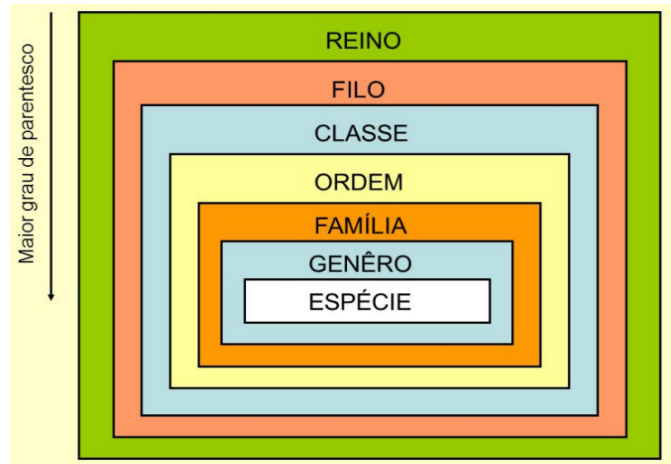 Maior grau de parentesco
REINO
FILO
CLASSE
ORDEM
FAMÍLIA
GENÊRO
ESPÉCIE